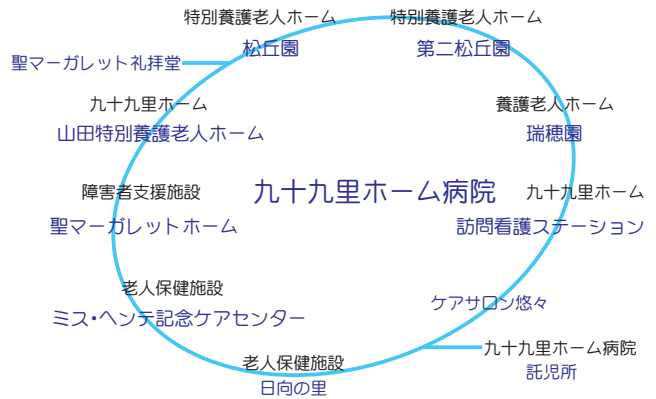 特別養護老人ホーム
松丘園
特別養護老人ホーム
第二松丘園
聖マーガレット礼拝堂
九十九里ホーム
山田特別養護老人ホーム
養護老人ホーム
瑞穂園
障害者支援施設
聖マーガレットホーム
九十九里ホーム病院
九十九里ホーム
訪問看護ステーション
老人保健施設
ミス・ヘンテ記念ケアセンター
ケアサロン悠々
老人保健施設
日向の里
九十九里ホーム病院
託児所